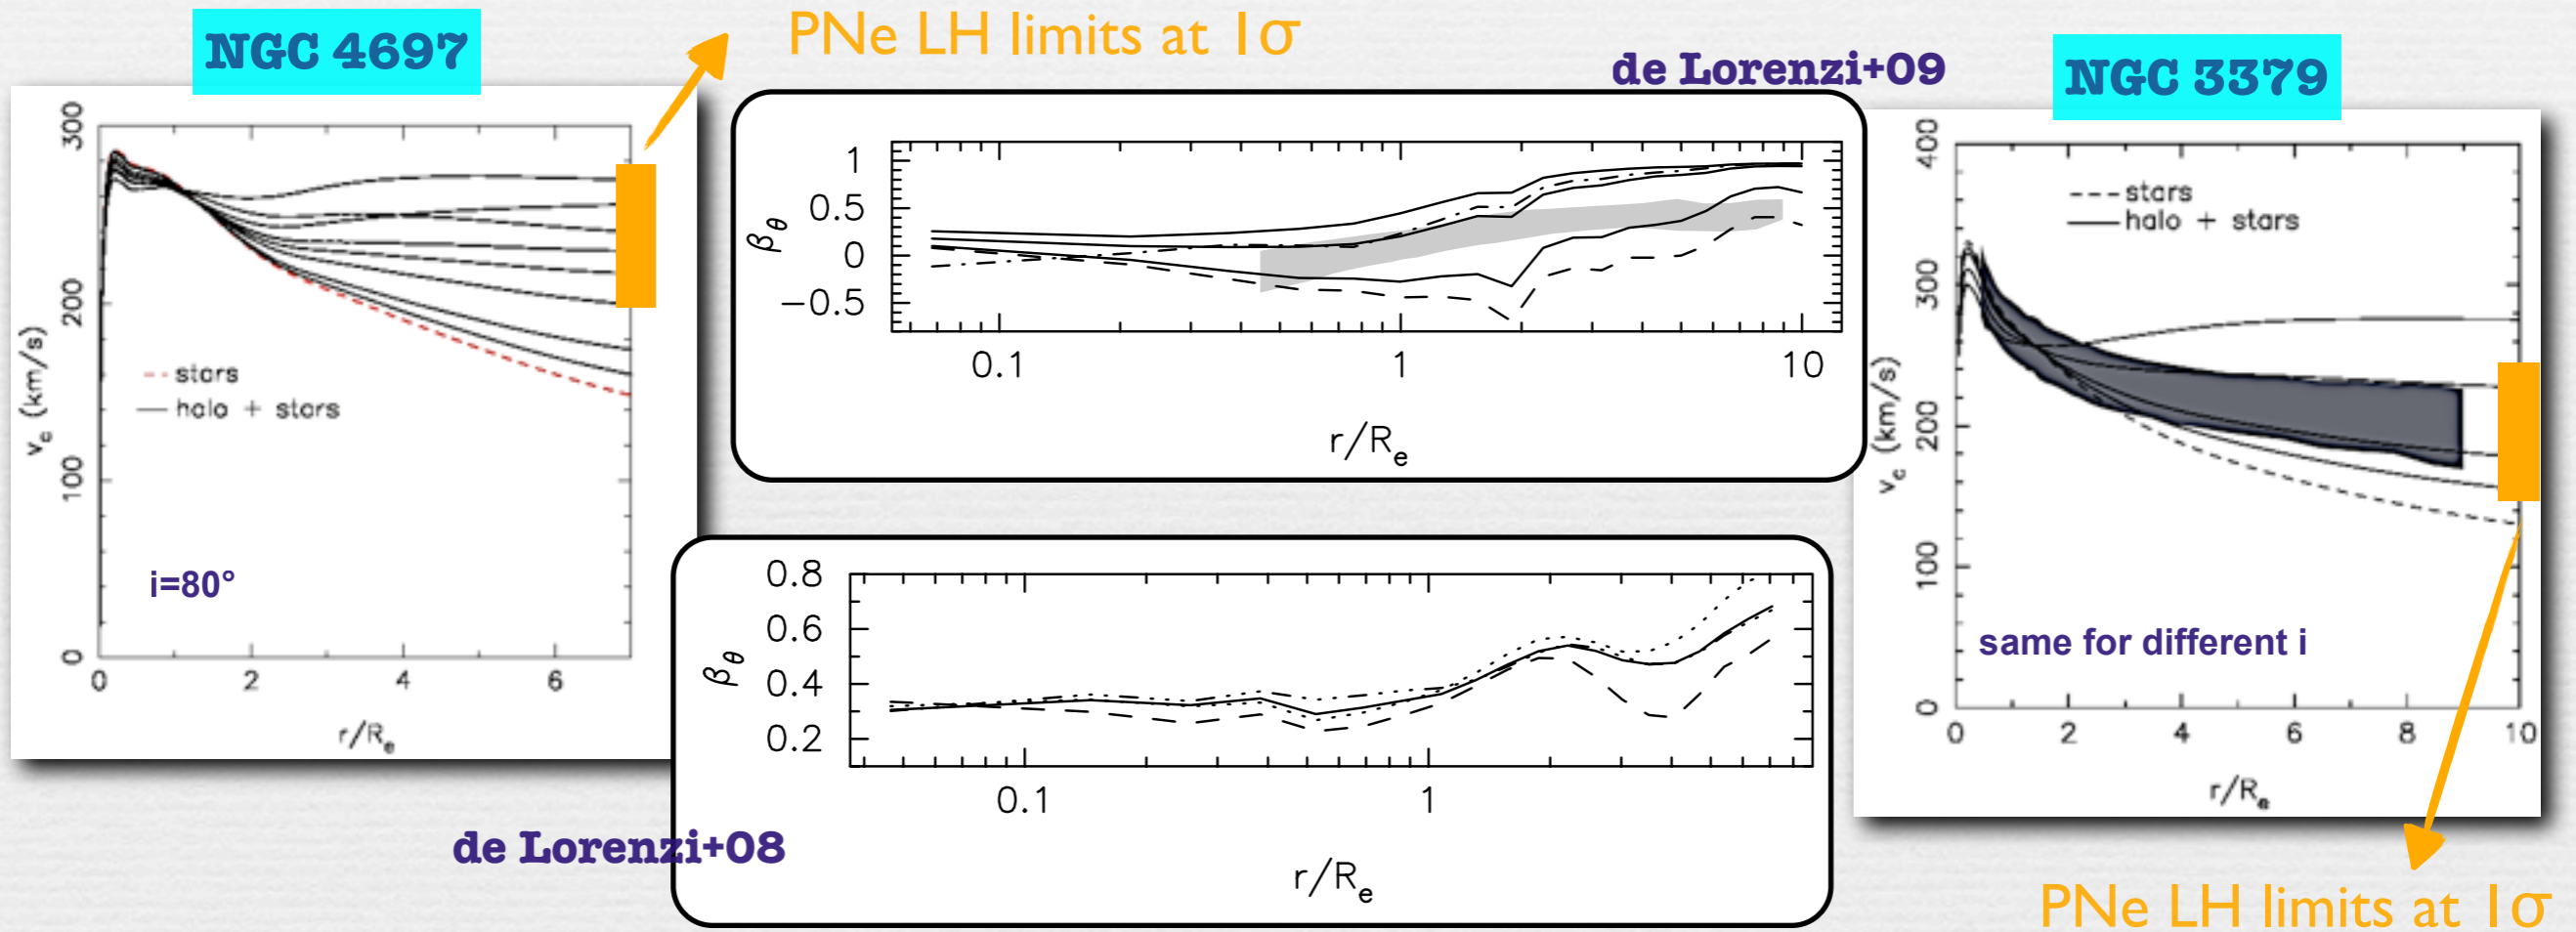 NGC 4697
PNe LH limits at 1σ
de Lorenzi+09
NGC 3379
300
200
100
0
v_c (km/s)
-- stars
— halo + stars
i=80°
0 2 4 6
r/R_e
1
0.5
0
−0.5
β_θ
0.1 1 10
r/R_e
0.8
0.6
0.4
0.2
β_θ
0.1 1
r/R_e
de Lorenzi+08
400
300
200
100
0
v_c (km/s)
--- stars
— halo + stars
same for different i
0 2 4 6 8 10
r/R_e
PNe LH limits at 1σ